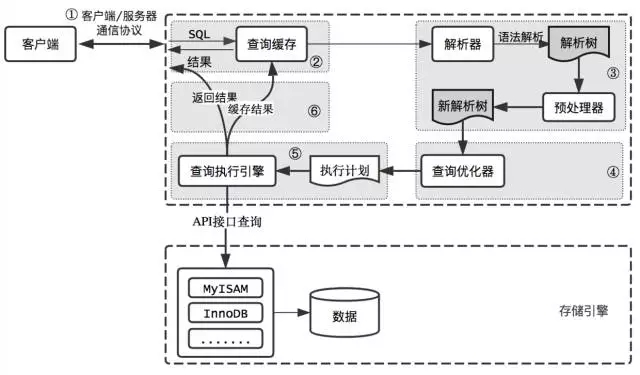 ① 客户端/服务器
通信协议
客户端
SQL
结果
查询缓存
②
解析器
语法解析
解析树
③
预处理器
新解析树
返回结果
缓存结果
⑥
查询执行引擎
⑤
执行计划
查询优化器
④
API接口查询
MyISAM
InnoDB
.......
数据
存储引擎